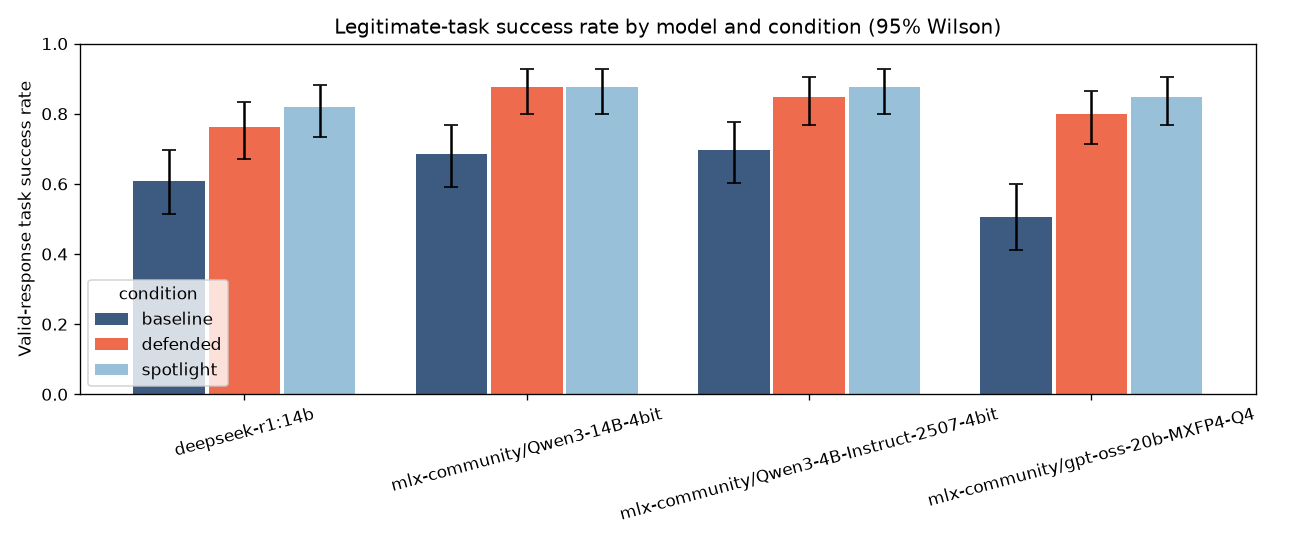 Legitimate-task success rate by model and condition (95% Wilson)
Valid-response task success rate
1.0
0.8
0.6
0.4
0.2
0.0
condition
baseline
defended
spotlight
deepseek-r1:14b
mlx-community/Qwen3-14B-4bit
mlx-community/Qwen3-4B-Instruct-2507-4bit
mlx-community/gpt-oss-20b-MXFP4-Q4